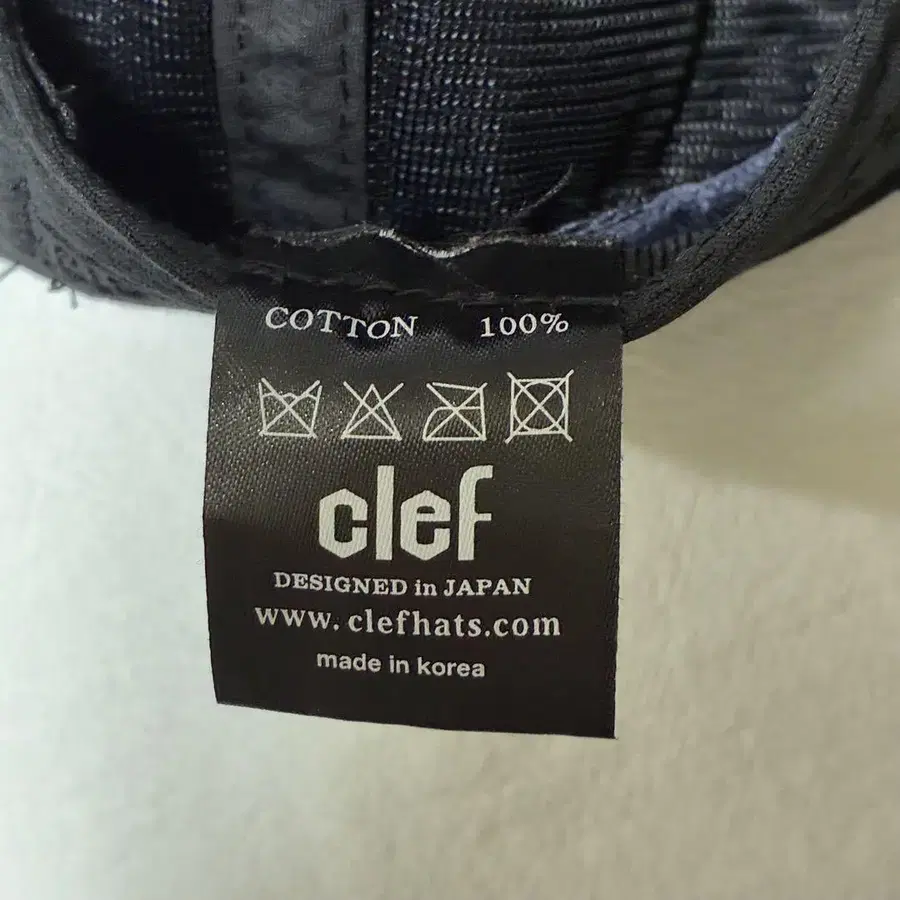 COTTON 100%
clef
DESIGNED in JAPAN
www.clefhats.com
made in korea